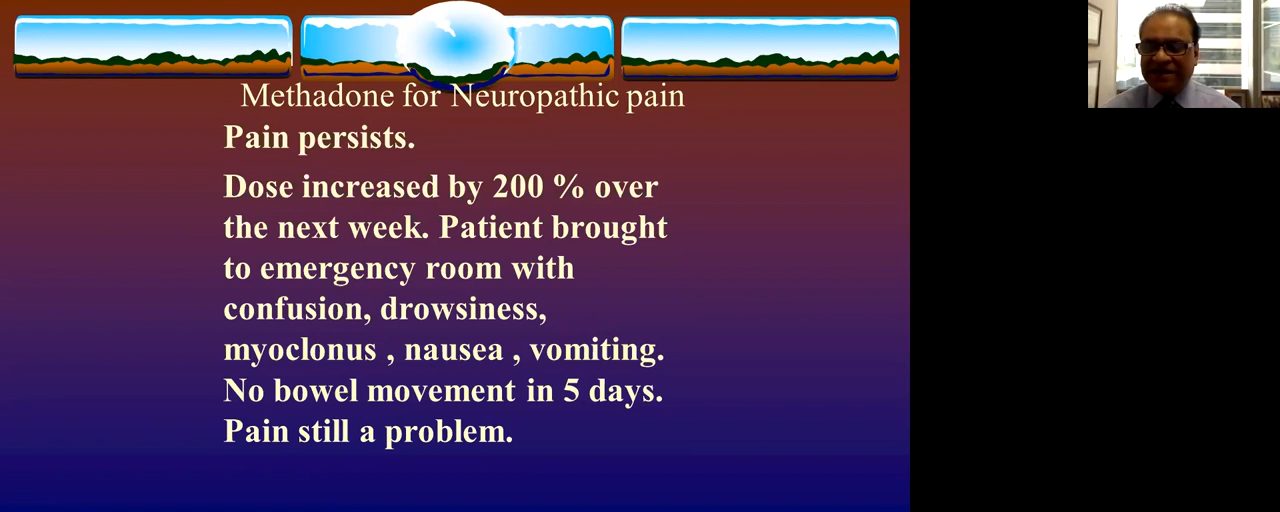 Methadone for Neuropathic pain
Pain persists.
Dose increased by 200 % over
the next week. Patient brought
to emergency room with
confusion, drowsiness,
myoclonus , nausea , vomiting.
No bowel movement in 5 days.
Pain still a problem.